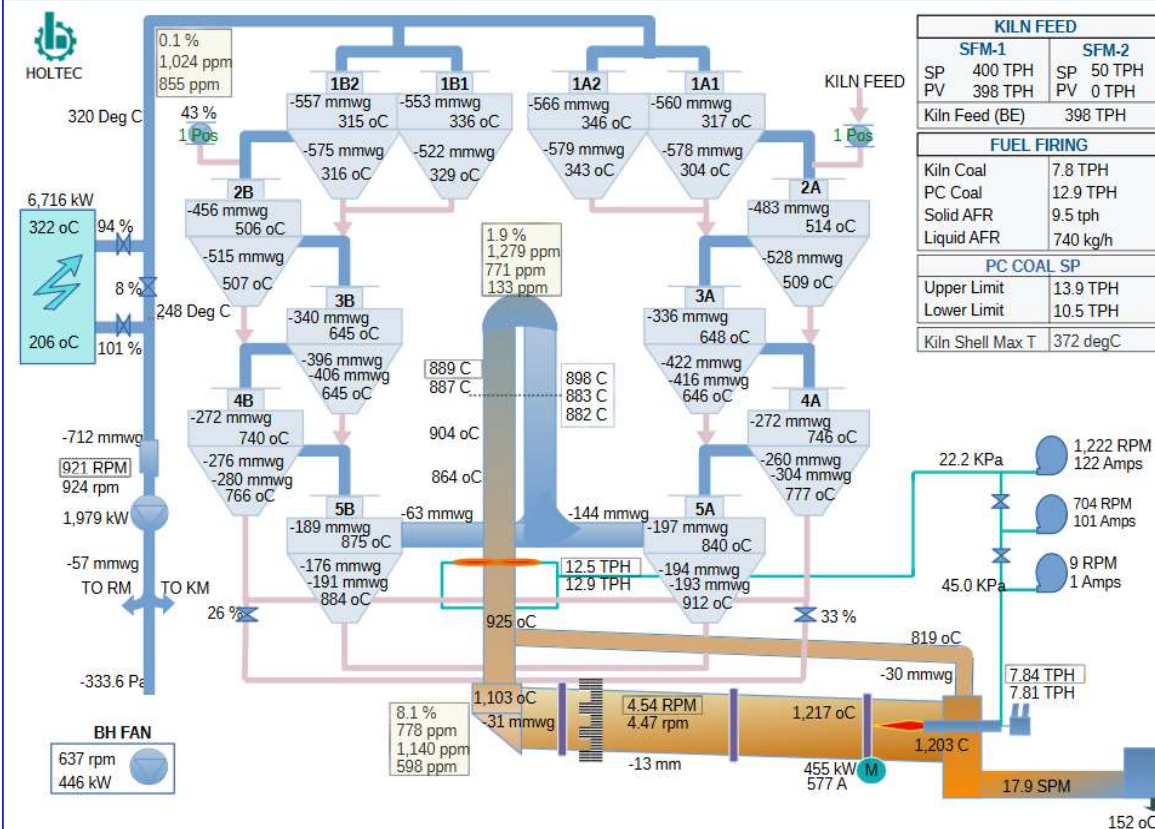 HOLTEC
0.1 %
1,024 ppm
855 ppm
320 Deg C
43 %
1 Pos
1B2
-557 mmwg
315 oC
-575 mmwg
316 oC
1B1
-553 mmwg
336 oC
-522 mmwg
329 oC
1A2
-566 mmwg
346 oC
-579 mmwg
343 oC
1A1
-560 mmwg
317 oC
-578 mmwg
304 oC
KILN FEED
1 Pos
KILN FEED
SFM-1 SFM-2
SP 400 TPH SP 50 TPH
PV 398 TPH PV 0 TPH
Kiln Feed (BE) 398 TPH
FUEL FIRING
Kiln Coal 7.8 TPH
PC Coal 12.9 TPH
Solid AFR 9.5 tph
Liquid AFR 740 kg/h
PC COAL SP
Upper Limit 13.9 TPH
Lower Limit 10.5 TPH
Kiln Shell Max T 372 degC
6,716 kW
322 oC
94 %
8 %
248 Deg C
206 oC
101 %
2B
-456 mmwg
506 oC
-515 mmwg
507 oC
3B
-340 mmwg
645 oC
-396 mmwg
-406 mmwg
645 oC
4B
-272 mmwg
740 oC
-276 mmwg
-280 mmwg
766 oC
5B
-189 mmwg
875 oC
-176 mmwg
-191 mmwg
884 oC
1.9 %
1,279 ppm
771 ppm
133 ppm
889 C
887 C
898 C
883 C
882 C
904 oC
864 oC
-63 mmwg
-144 mmwg
2A
-483 mmwg
514 oC
-528 mmwg
509 oC
3A
-336 mmwg
648 oC
-422 mmwg
-416 mmwg
646 oC
4A
-272 mmwg
746 oC
-260 mmwg
-304 mmwg
777 oC
5A
-197 mmwg
840 oC
-194 mmwg
-193 mmwg
912 oC
12.5 TPH
12.9 TPH
22.2 KPa
1,222 RPM
122 Amps
704 RPM
101 Amps
9 RPM
1 Amps
45.0 KPa
-712 mmwg
921 RPM
924 rpm
1,979 kW
-57 mmwg
TO RM
TO KM
-333.6 Pa
26 %
33 %
925 oC
819 oC
-30 mmwg
7.84 TPH
7.81 TPH
1,103 oC
-31 mmwg
8.1 %
778 ppm
1,140 ppm
598 ppm
4.54 RPM
4.47 rpm
1,217 oC
1,203 C
-13 mm
455 kW
577 A
M
17.9 SPM
152 oC
BH FAN
637 rpm
446 kW